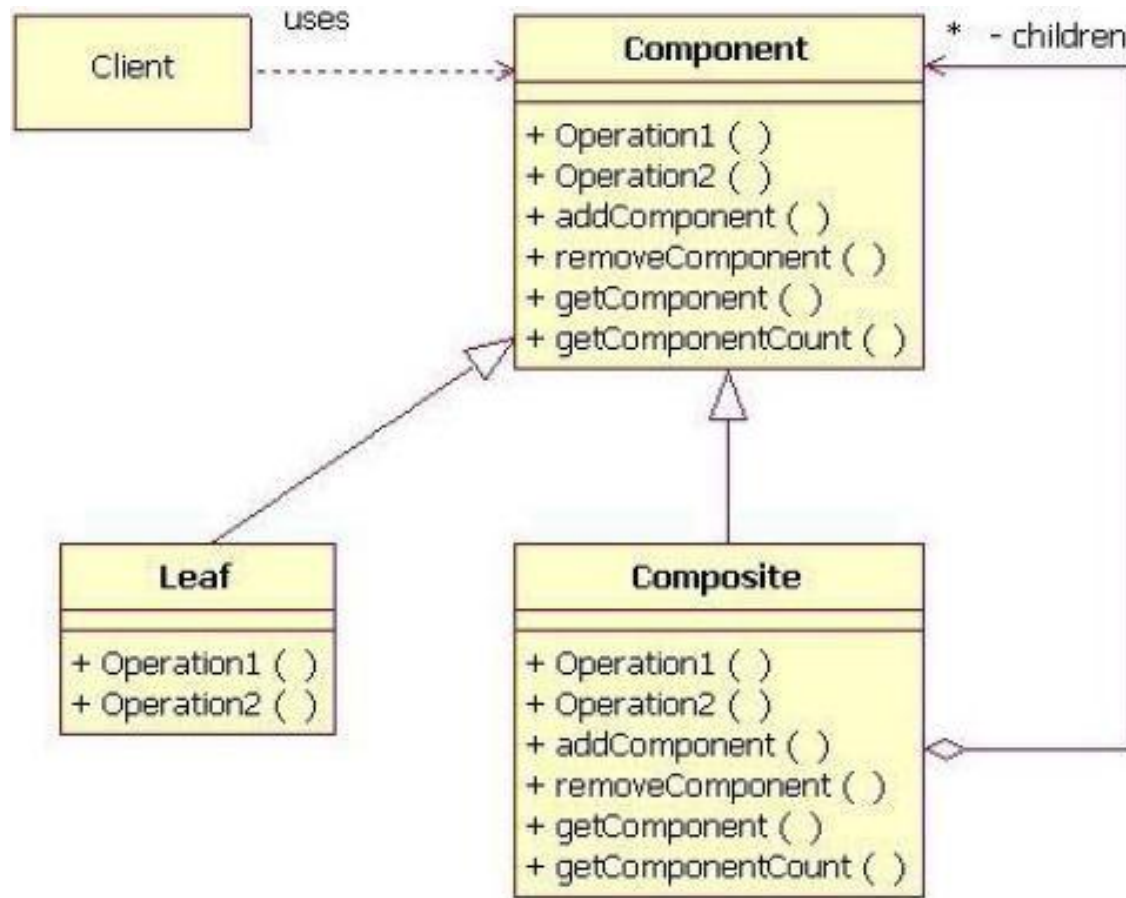 uses
Client
Component
* - children
+ Operation1 ( )
+ Operation2 ( )
+ addComponent ( )
+ removeComponent ( )
+ getComponent ( )
+ getComponentCount ( )
Leaf
+ Operation1 ( )
+ Operation2 ( )
Composite
+ Operation1 ( )
+ Operation2 ( )
+ addComponent ( )
+ removeComponent ( )
+ getComponent ( )
+ getComponentCount ( )